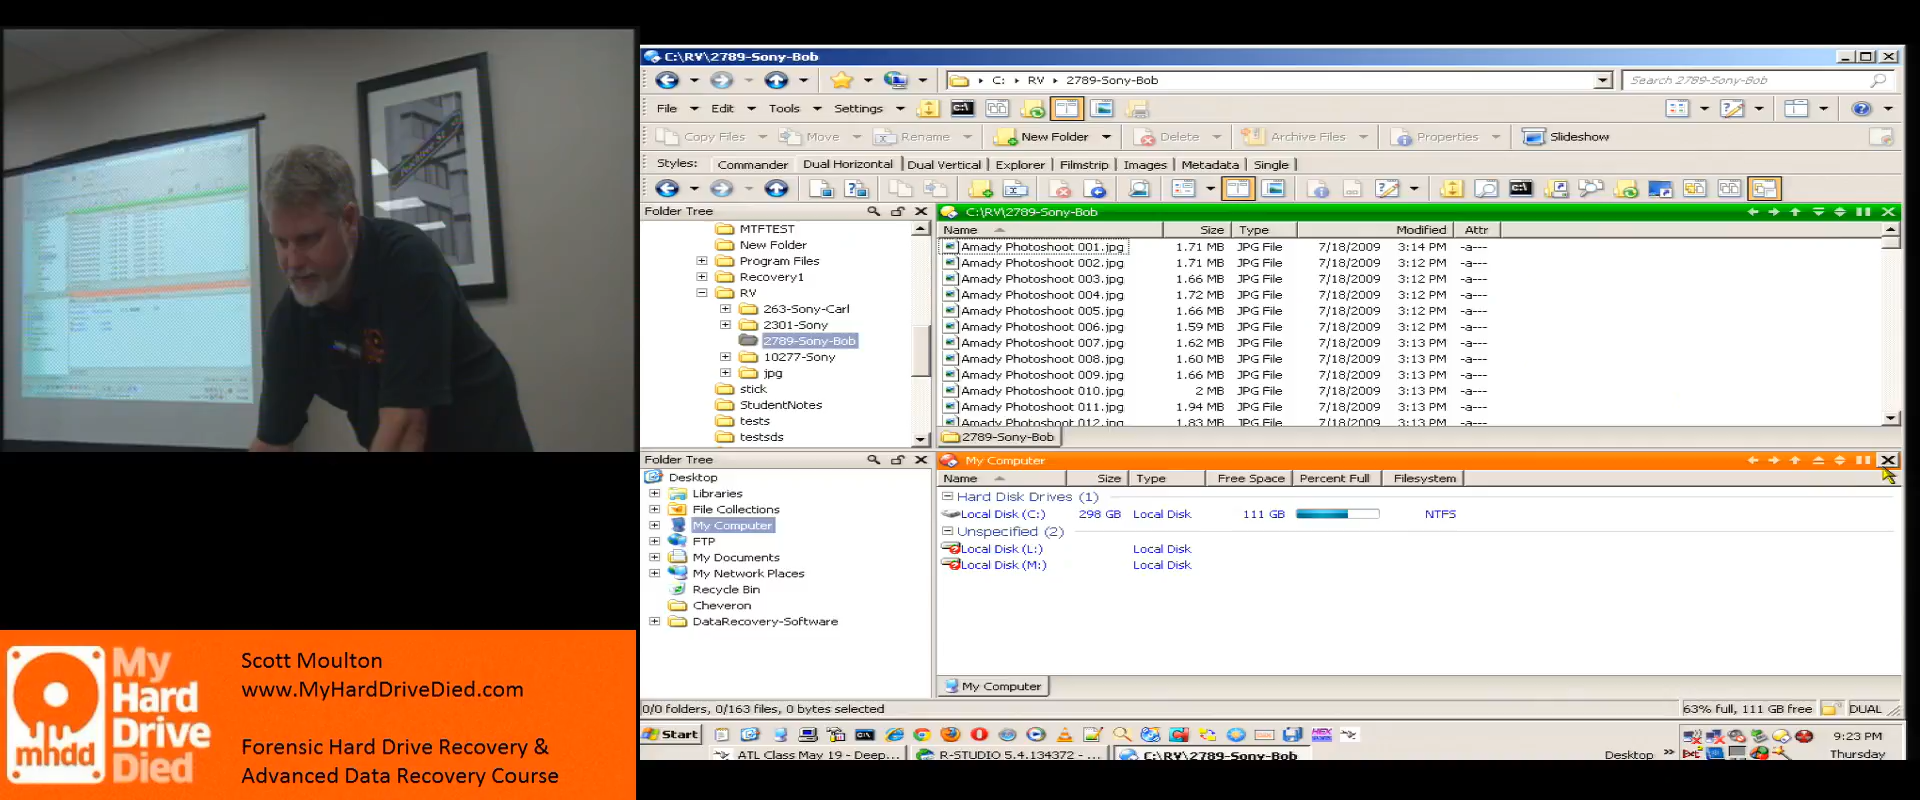 C:\RV\2789-Sony-Bob
C: RV 2789-Sony-Bob
Search 2789-Sony-Bob
File Edit Tools Settings
Copy Files Move Rename New Folder Delete Archive Files Properties Slideshow
Styles: Commander Dual Horizontal Dual Vertical Explorer Filmstrip Images Metadata Single
Folder Tree
MTFTEST
New Folder
Program Files
Recovery1
RV
263-Sony-Carl
2301-Sony
2789-Sony-Bob
10277-Sony
jpg
stick
StudentNotes
tests
testsds
C:\RV\2789-Sony-Bob
Name Size Type Modified Attr
Amady Photoshoot 001.jpg 1.71 MB JPG File 7/18/2009 3:14 PM -a---
Amady Photoshoot 002.jpg 1.71 MB JPG File 7/18/2009 3:12 PM -a---
Amady Photoshoot 003.jpg 1.66 MB JPG File 7/18/2009 3:12 PM -a---
Amady Photoshoot 004.jpg 1.72 MB JPG File 7/18/2009 3:12 PM -a---
Amady Photoshoot 005.jpg 1.66 MB JPG File 7/18/2009 3:12 PM -a---
Amady Photoshoot 006.jpg 1.59 MB JPG File 7/18/2009 3:12 PM -a---
Amady Photoshoot 007.jpg 1.62 MB JPG File 7/18/2009 3:13 PM -a---
Amady Photoshoot 008.jpg 1.60 MB JPG File 7/18/2009 3:13 PM -a---
Amady Photoshoot 009.jpg 1.66 MB JPG File 7/18/2009 3:13 PM -a---
Amady Photoshoot 010.jpg 2 MB JPG File 7/18/2009 3:13 PM -a---
Amady Photoshoot 011.jpg 1.94 MB JPG File 7/18/2009 3:13 PM -a---
Amady Photoshoot 012.jpg 1.83 MB JPG File 7/18/2009 3:13 PM -a---
2789-Sony-Bob
Folder Tree
Desktop
Libraries
File Collections
My Computer
FTP
My Documents
My Network Places
Recycle Bin
Cheveron
DataRecovery-Software
My Computer
Name Size Type Free Space Percent Full Filesystem
Hard Disk Drives (1)
Local Disk (C:) 298 GB Local Disk 111 GB NTFS
Unspecified (2)
Local Disk (L:) Local Disk
Local Disk (M:) Local Disk
My Computer
0/0 folders, 0/163 files, 0 bytes selected
63% full, 111 GB free DUAL
Start
HEX
9:23 PM
ATL Class May 19 - Deep...
R-STUDIO 5.4.134372 - ...
C:\RV\2789-Sony-Bob
Desktop
Thursday
My
Hard
Drive
Died
mhdd
Scott Moulton
www.MyHardDriveDied.com
Forensic Hard Drive Recovery &
Advanced Data Recovery Course